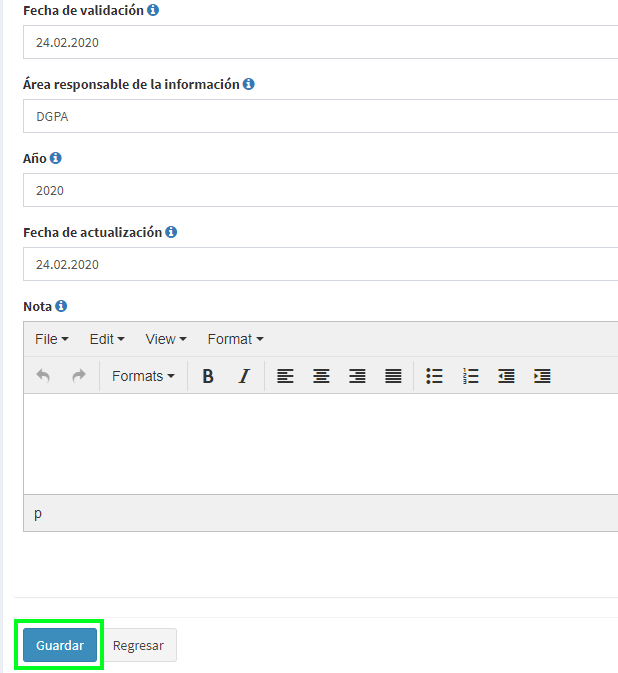 Fecha de validación
24.02.2020
Área responsable de la información
DGPA
Año
2020
Fecha de actualización
24.02.2020
Nota
File Edit View Format
Formats B I
p
Guardar Regresar